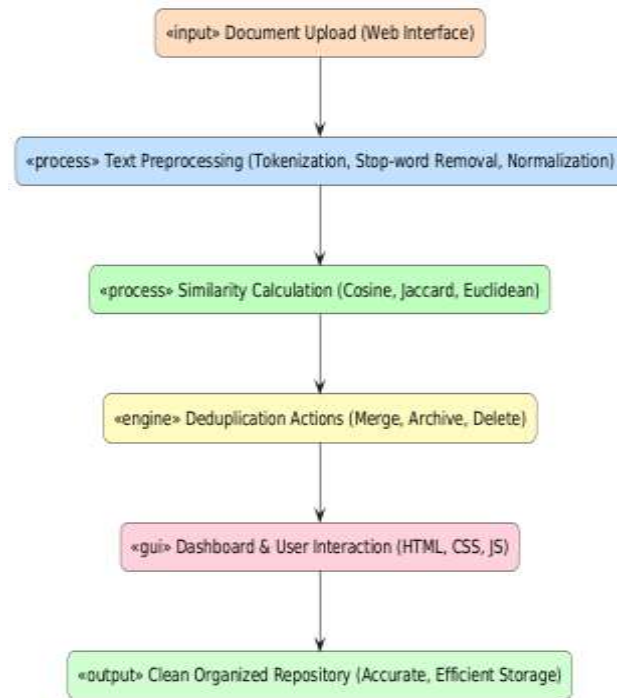 «input» Document Upload (Web Interface)
«process» Text Preprocessing (Tokenization, Stop-word Removal, Normalization)
«process» Similarity Calculation (Cosine, Jaccard, Euclidean)
«engine» Deduplication Actions (Merge, Archive, Delete)
«gui» Dashboard & User Interaction (HTML, CSS, JS)
«output» Clean Organized Repository (Accurate, Efficient Storage)